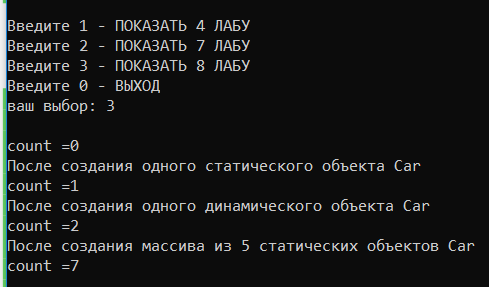 Введите 1 - ПОКАЗАТЬ 4 ЛАБУ
Введите 2 - ПОКАЗАТЬ 7 ЛАБУ
Введите 3 - ПОКАЗАТЬ 8 ЛАБУ
Введите 0 - ВЫХОД
ваш выбор: 3
count =0
После создания одного статического объекта Car
count =1
После создания одного динамического объекта Car
count =2
После создания массива из 5 статических объектов Car
count =7